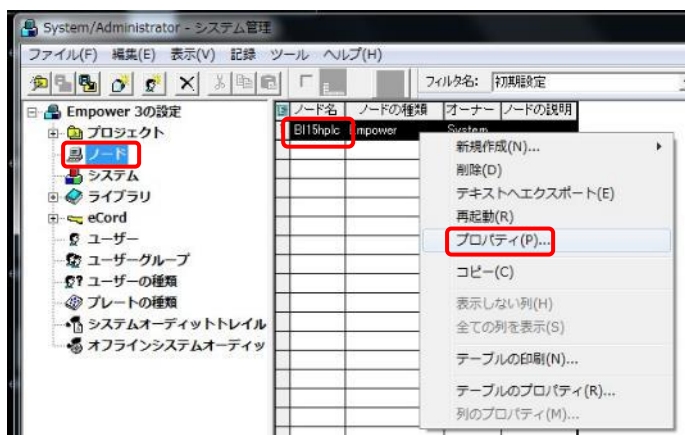 System/Administrator - システム管理
ファイル(F) 編集(E) 表示(V) 記録 ツール ヘルプ(H)
フィルタ名: 初期設定
Empower 3の設定
プロジェクト
ノード
システム
ライブラリ
eCord
ユーザー
ユーザーグループ
ユーザーの種類
プレートの種類
システムオーディットトレイル
オフラインシステムオーディッ
ノード名 ノードの種類 オーナー ノードの説明
BI15hplc Empower System
新規作成(N)...
削除(D)
テキストへエクスポート(E)
再起動(R)
プロパティ(P)...
コピー(C)
表示しない列(H)
全ての列を表示(S)
テーブルの印刷(N)...
テーブルのプロパティ(R)...
列のプロパティ(M)...